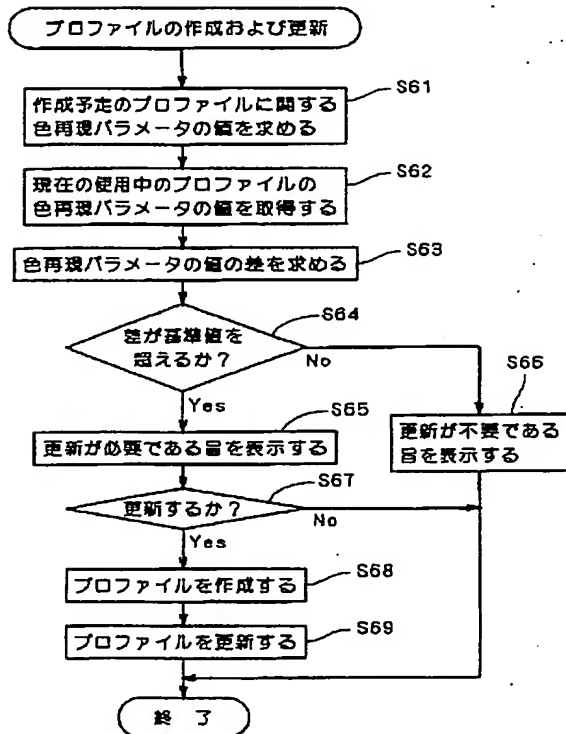 プロファイルの作成および更新
S61
作成予定のプロファイルに関する
色再現パラメータの値を求める
S62
現在の使用中のプロファイルの
色再現パラメータの値を取得する
S63
色再現パラメータの値の差を求める
S64
差が基準値を
超えるか？
No
Yes
S65
更新が必要である旨を表示する
S66
更新が不要である
旨を表示する
S67
更新するか？
No
Yes
S68
プロファイルを作成する
S69
プロファイルを更新する
終 了